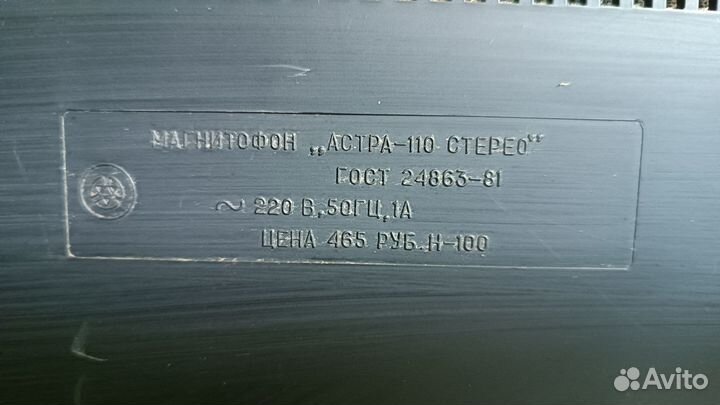 МАГНИТОФОН „АСТРА-110 СТЕРЕО"
ГОСТ 24863-81
~ 220 В, 50ГЦ, 1А
ЦЕНА 465 РУБ. Н-100
Avito